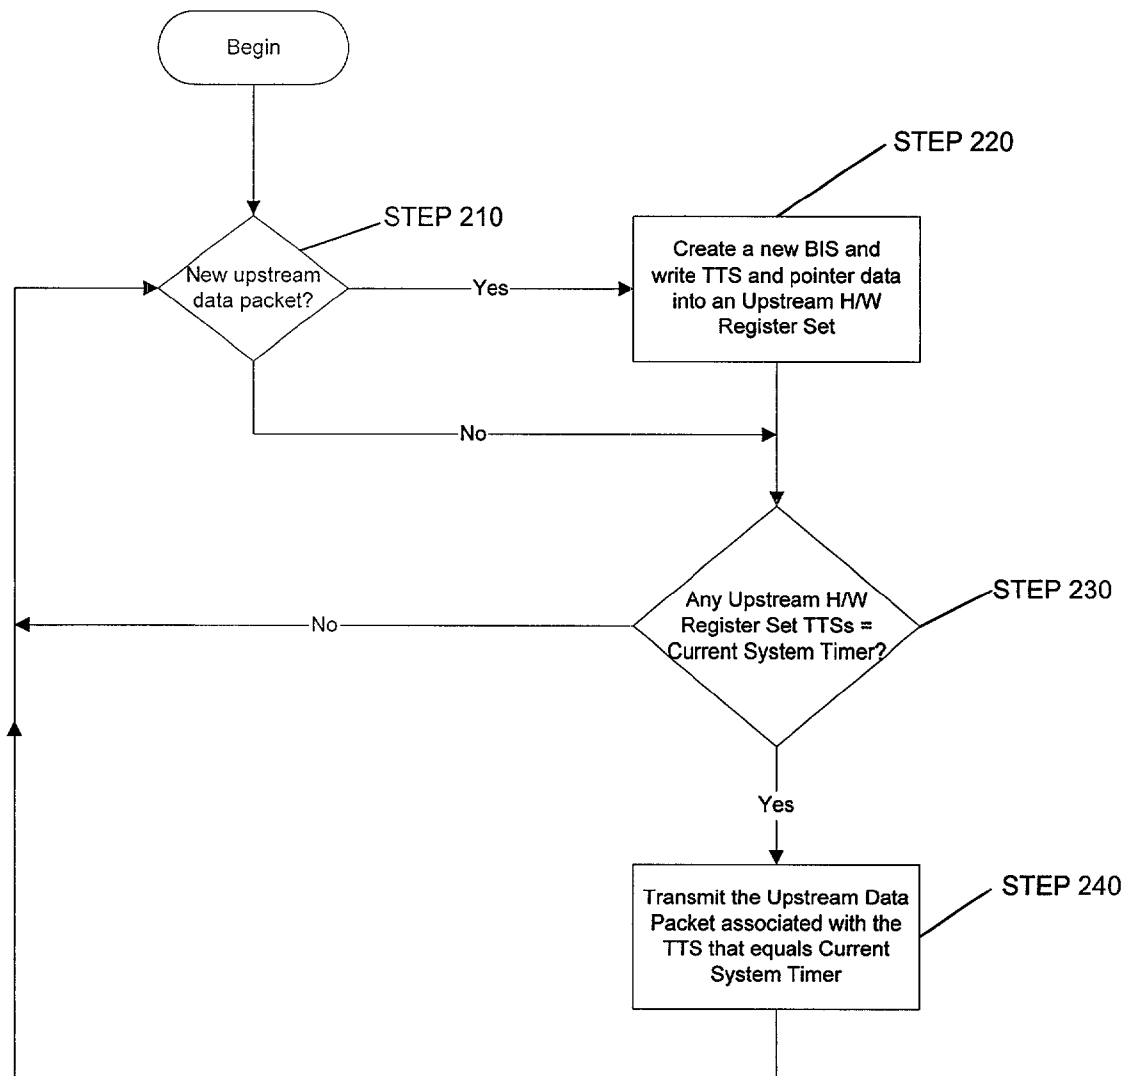 Begin
STEP 220
STEP 210
Create a new BIS and
write TTS and pointer data
into an Upstream H/W
Register Set
New upstream
data packet?
Yes
No
Any Upstream H/W
Register Set TTSs =
Current System Timer?
STEP 230
No
Yes
Transmit the Upstream Data
Packet associated with the
TTS that equals Current
System Timer
STEP 240